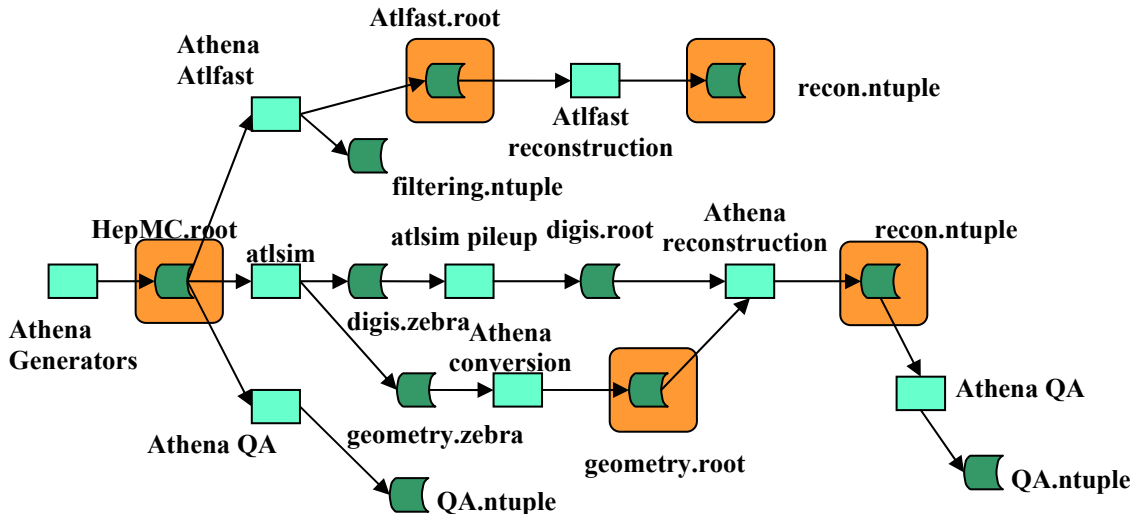 Atlfast.root
Athena
Atlfast
recon.ntuple
Atlfast
reconstruction
filtering.ntuple
HepMC.root
atlsim
atlsim pileup
digis.root
Athena
reconstruction
recon.ntuple
Athena
Generators
digis.zebra
Athena
conversion
Athena QA
geometry.zebra
geometry.root
Athena QA
QA.ntuple
QA.ntuple